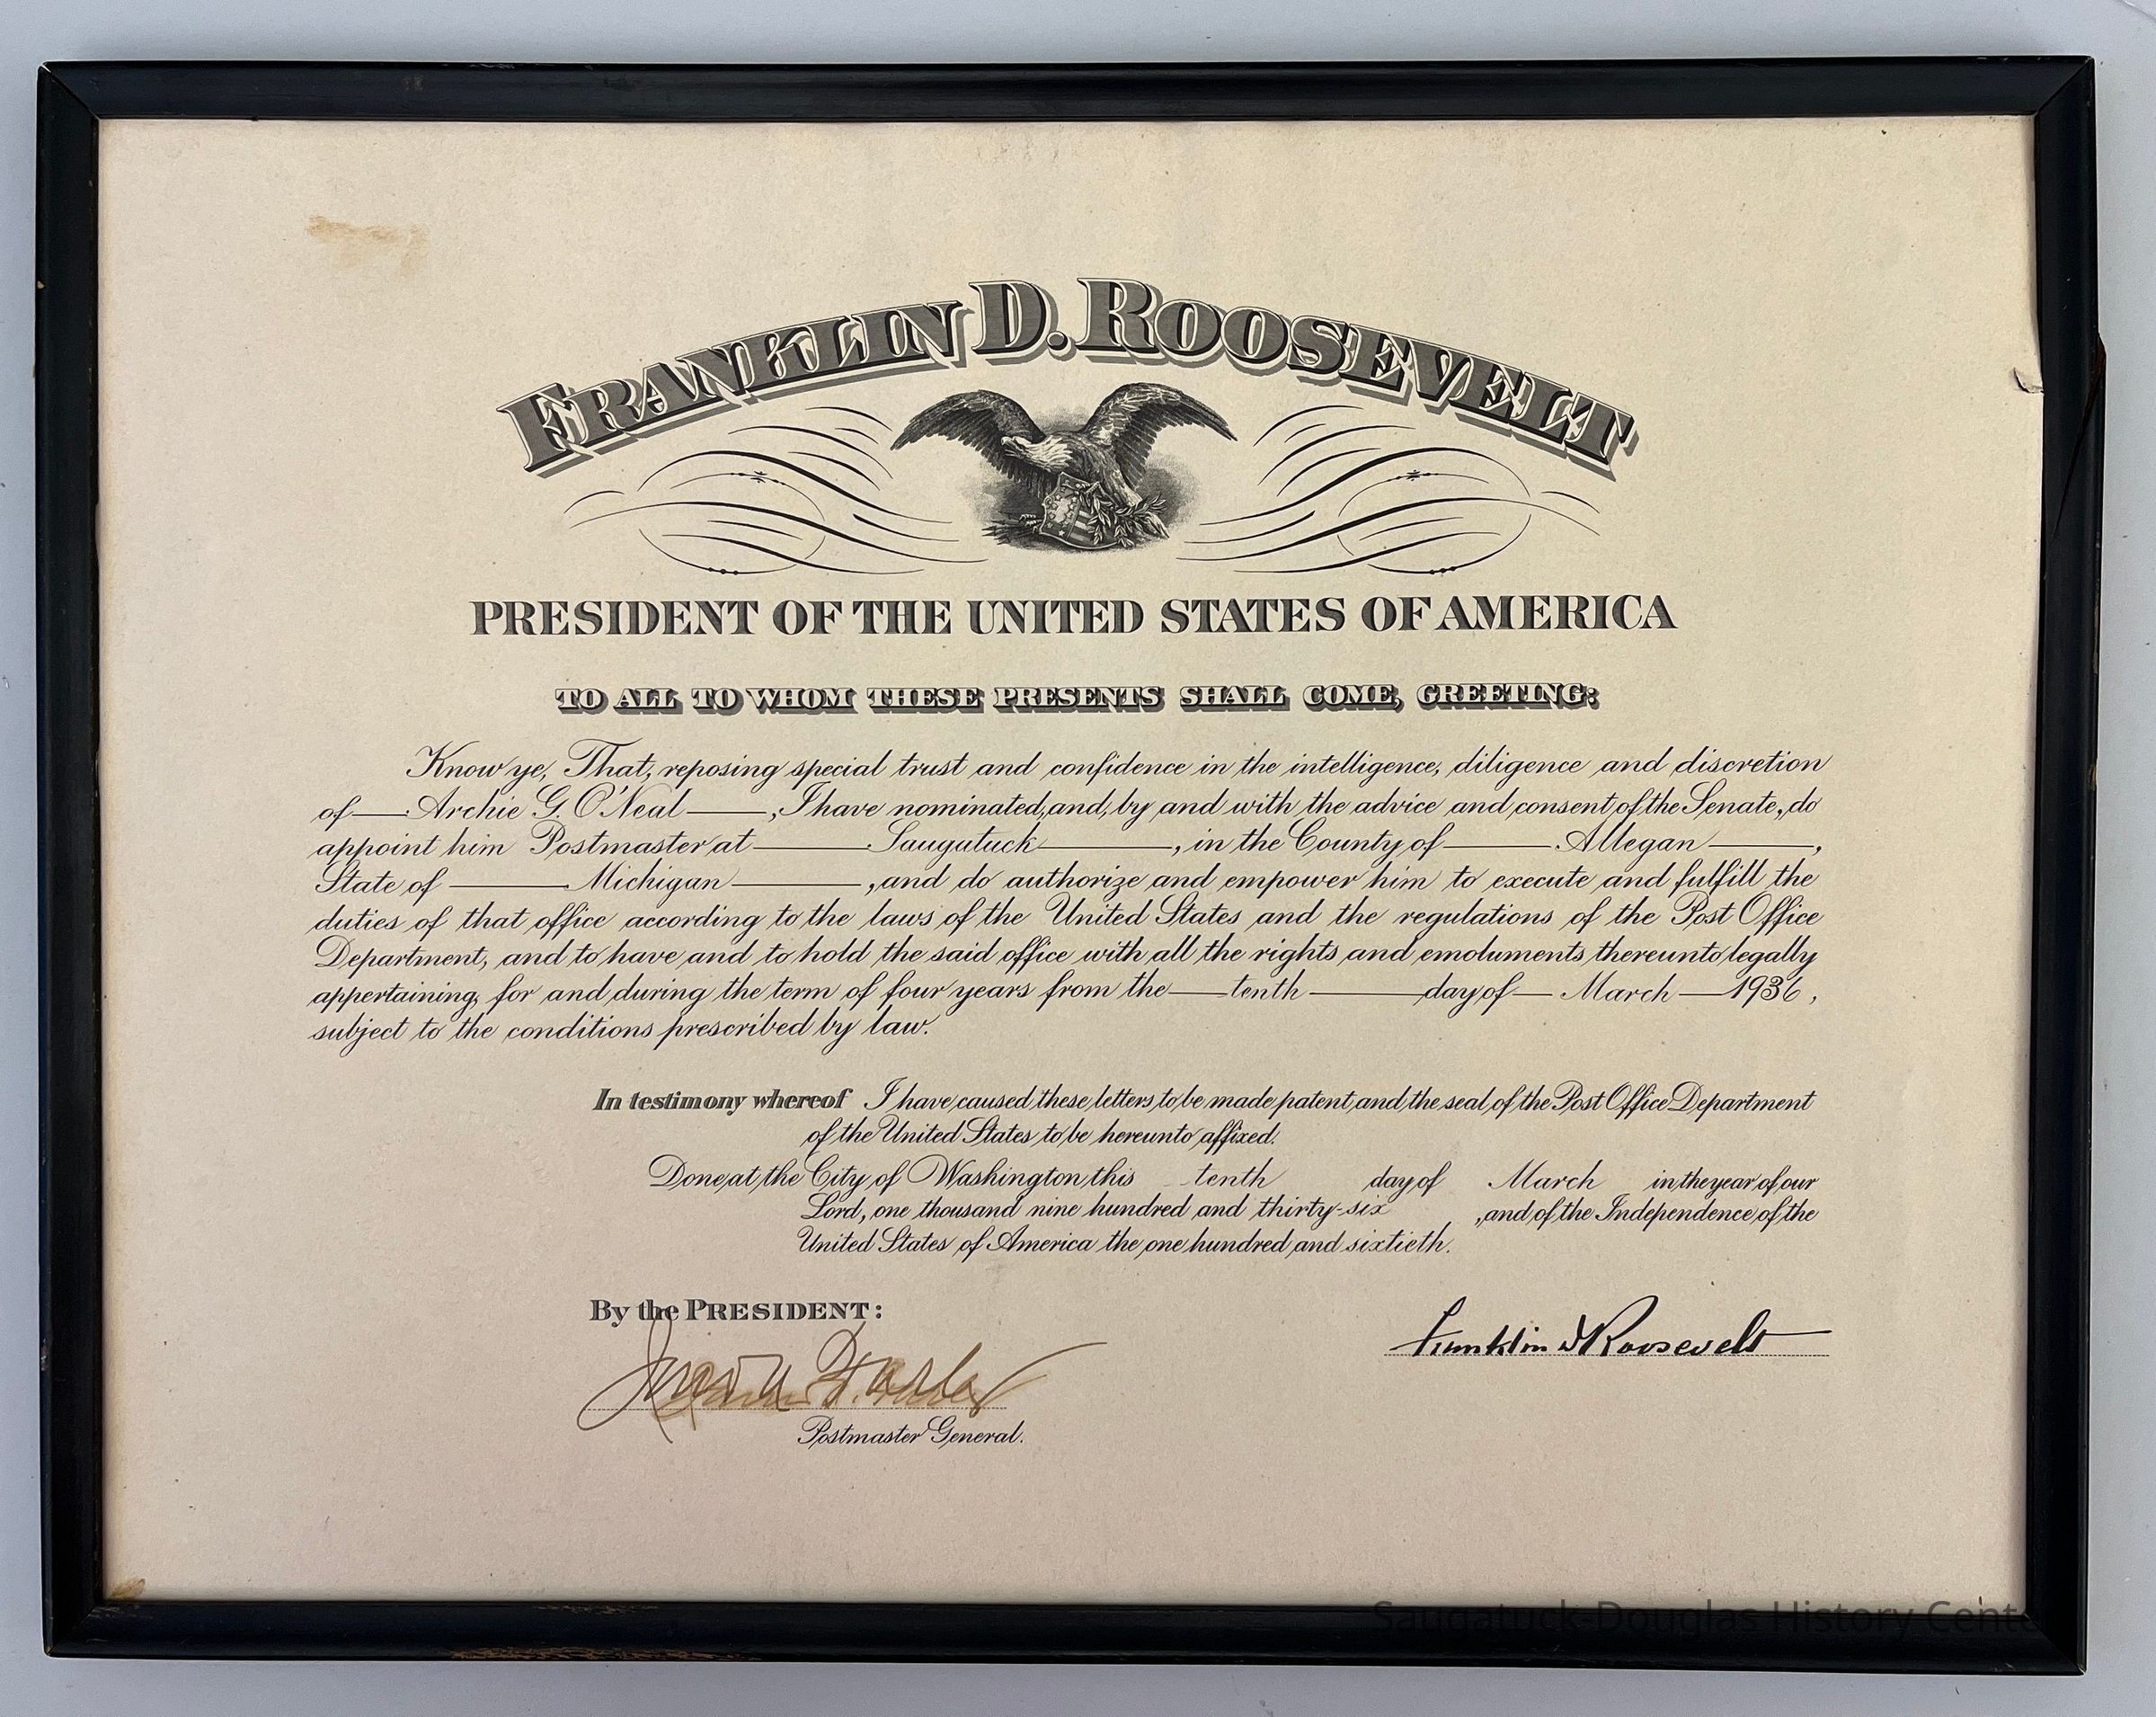 FRANKLIN D. ROOSEVELT
PRESIDENT OF THE UNITED STATES OF AMERICA
TO ALL TO WHOM THESE PRESENTS SHALL COME, GREETING:
Know ye, That, reposing special trust and confidence in the intelligence, diligence and discretion
of — Archie G. O'Neal —, I have nominated, and, by and with the advice and consent of the Senate, do
appoint him Postmaster at — Saugatuck —, in the County of — Allegan —,
State of — Michigan —, and do authorize and empower him to execute and fulfill the
duties of that office according to the laws of the United States and the regulations of the Post Office
Department, and to have and to hold the said office with all the rights and emoluments thereunto legally
appertaining, for and during the term of four years from the — tenth — day of — March — 1936,
subject to the conditions prescribed by law.
In testimony whereof I have caused these letters to be made patent and the seal of the Post Office Department
of the United States to be hereunto affixed.
Done at the City of Washington this tenth day of March in the year of our
Lord, one thousand nine hundred and thirty-six, and of the Independence of the
United States of America the one hundred and sixtieth.
By the PRESIDENT:
Franklin D Roosevelt
Postmaster General.
Saugatuck-Douglas History Cent